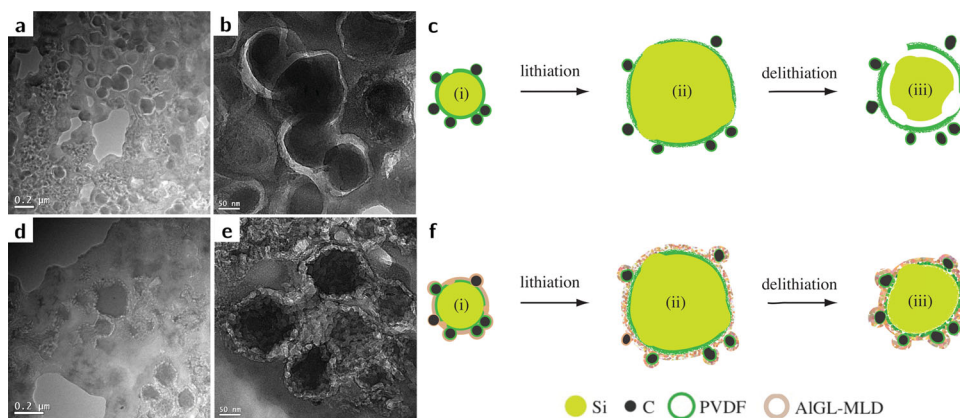 a
0.2 µm
b
50 nm
c
(i)
lithiation
(ii)
delithiation
(iii)
d
0.2 µm
e
50 nm
f
(i)
lithiation
(ii)
delithiation
(iii)
Si C PVDF AlGL-MLD